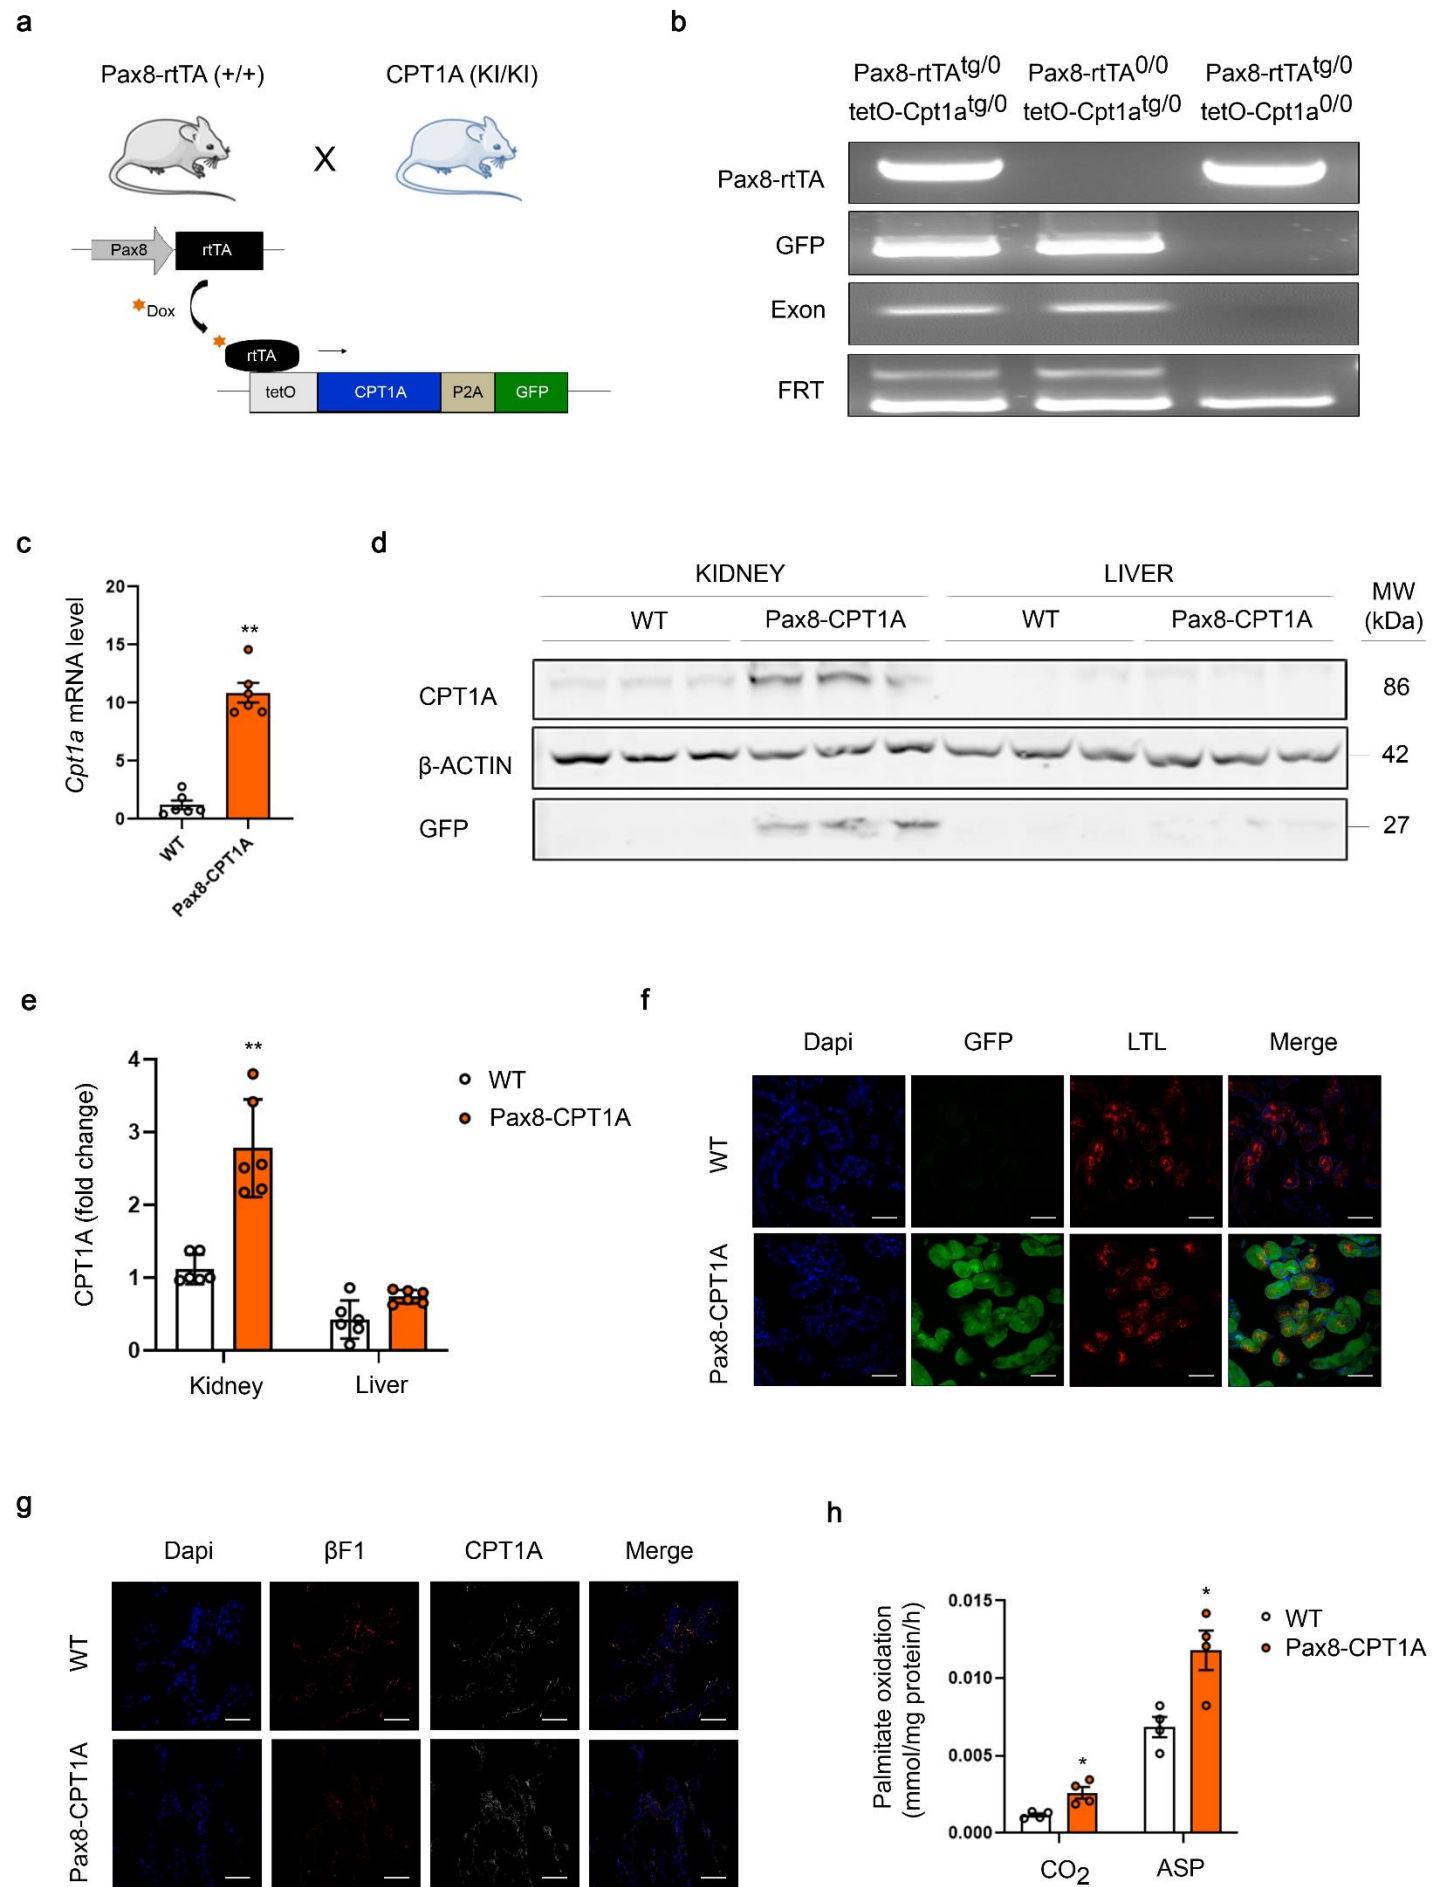 a
Pax8-rtTA (+/+)
CPT1A (KI/KI)
X
Pax8
rtTA
Dox
rtTA
tetO
CPT1A
P2A
GFP
b
Pax8-rtTAtg/0
tetO-Cpt1atg/0
Pax8-rtTA0/0
tetO-Cpt1atg/0
Pax8-rtTAtg/0
tetO-Cpt1a0/0
Pax8-rtTA
GFP
Exon
FRT
c
Cpt1a mRNA level
20
15
10
5
0
**
WT
Pax8-CPT1A
d
KIDNEY
LIVER
MW
(kDa)
WT
Pax8-CPT1A
WT
Pax8-CPT1A
CPT1A
86
β-ACTIN
42
GFP
27
e
CPT1A (fold change)
4
3
2
1
0
**
WT
Pax8-CPT1A
Kidney
Liver
f
Dapi
GFP
LTL
Merge
WT
Pax8-CPT1A
g
Dapi
βF1
CPT1A
Merge
WT
Pax8-CPT1A
h
Palmitate oxidation
(mmol/mg protein/h)
0.015
0.010
0.005
0.000
*
*
WT
Pax8-CPT1A
CO2
ASP